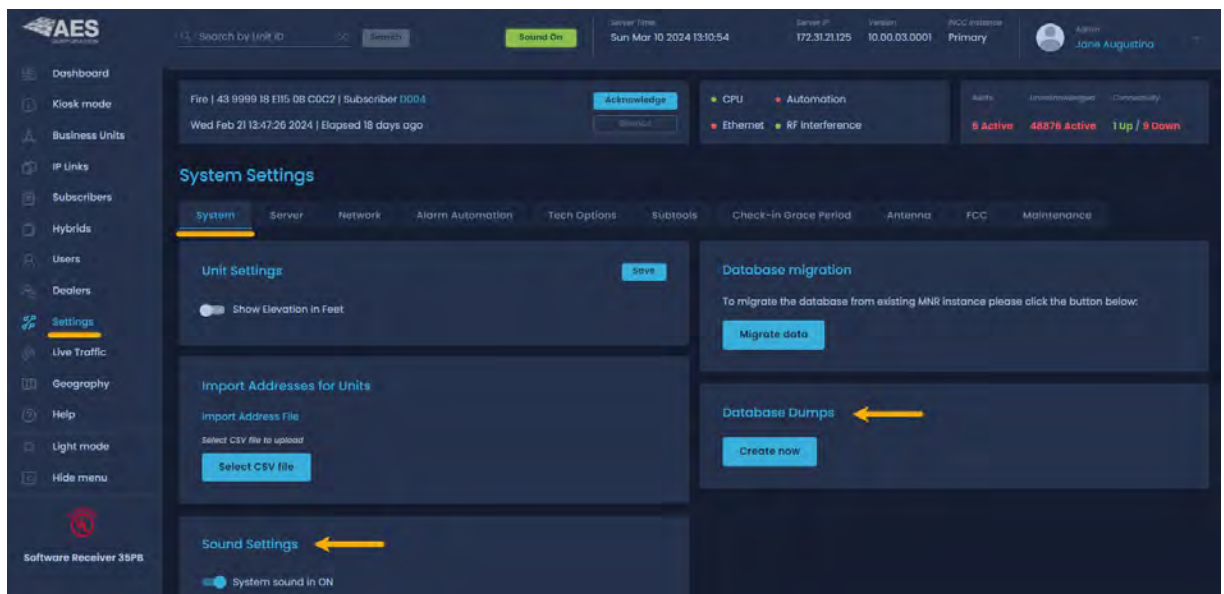 AES
CORPORATION
Search by Unit ID
Search
Sound On
Server Time
Sun Mar 10 2024 13:10:54
Server IP
172.31.21.125
Version
10.00.03.0001
NCC Instance
Primary
Admin
Jane Augustina
Dashboard
Kiosk mode
Business Units
IP Links
Subscribers
Hybrids
Users
Dealers
Settings
Live Traffic
Geography
Help
Light mode
Hide menu
Software Receiver 35PB
Fire | 43 9999 18 E115 0B C0C2 | Subscriber D004
Wed Feb 21 13:47:26 2024 | Elapsed 18 days ago
Acknowledge
CPU
Automation
Ethernet
RF Interference
Alerts
6 Active
Unacknowledged
48876 Active
Connectivity
1 Up / 9 Down
System Settings
System
Server
Network
Alarm Automation
Tech Options
Subtools
Check-in Grace Period
Antenna
FCC
Maintenance
Unit Settings
Save
Show Elevation in Feet
Database migration
To migrate the database from existing MNR instance please click the button below:
Migrate data
Import Addresses for Units
Import Address File
Select CSV file to upload
Select CSV file
Database Dumps
Create now
Sound Settings
System sound in ON